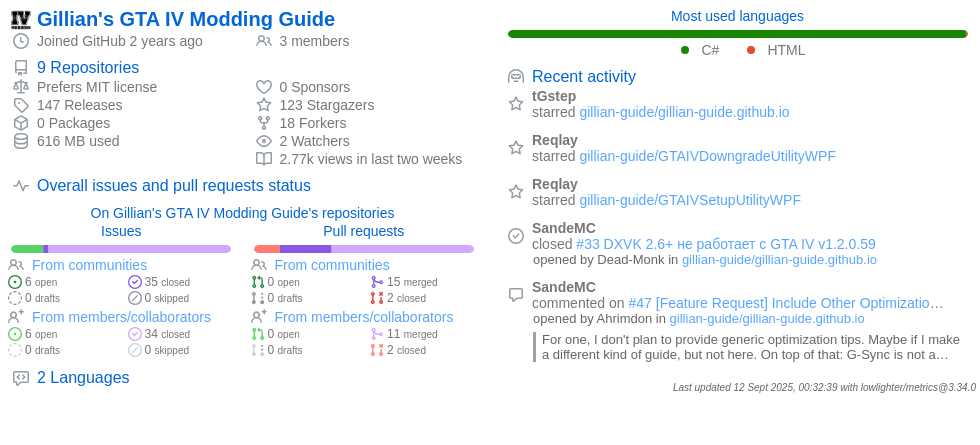 IV
Gillian's GTA IV Modding Guide
Joined GitHub 2 years ago
3 members
9 Repositories
Prefers MIT license
147 Releases
0 Packages
616 MB used
0 Sponsors
123 Stargazers
18 Forkers
2 Watchers
2.77k views in last two weeks
Overall issues and pull requests status
On Gillian's GTA IV Modding Guide's repositories
Issues
From communities
6 open
35 closed
0 drafts
0 skipped
From members/collaborators
6 open
34 closed
0 drafts
0 skipped
Pull requests
From communities
0 open
15 merged
0 drafts
2 closed
From members/collaborators
0 open
11 merged
0 drafts
2 closed
2 Languages
Most used languages
C#
HTML
Recent activity
tGstep
starred gillian-guide/gillian-guide.github.io
Reqlay
starred gillian-guide/GTAIVDowngradeUtilityWPF
Reqlay
starred gillian-guide/GTAIVSetupUtilityWPF
SandeMC
closed #33 DXVK 2.6+ не работает с GTA IV v1.2.0.59
opened by Dead-Monk in gillian-guide/gillian-guide.github.io
SandeMC
commented on #47 [Feature Request] Include Other Optimizatio…
opened by Ahrimdon in gillian-guide/gillian-guide.github.io
For one, I don't plan to provide generic optimization tips. Maybe if I make
a different kind of guide, but not here. On top of that: G-Sync is not a…
Last updated 12 Sept 2025, 00:32:39 with lowlighter/metrics@3.34.0